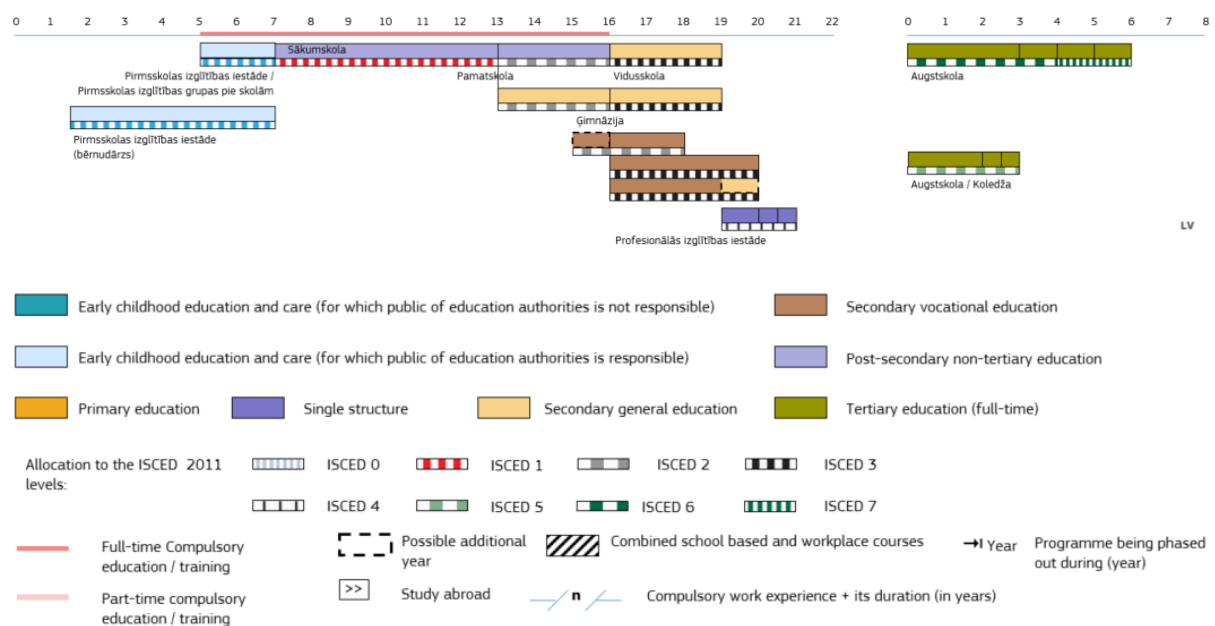 0 1 2 3 4 5 6 7 8 9 10 11 12 13 14 15 16 17 18 19 20 21 22
0 1 2 3 4 5 6 7 8
Sākumskola
Pirmsskolas izglītības iestāde /
Pirmsskolas izglītības grupas pie skolām
Pamatskola
Vidusskola
Augstskola
Ģimnāzija
Pirmsskolas izglītības iestāde
(bērnudārzs)
Augstskola / Koledža
Profesionālās izglītības iestāde
LV
Early childhood education and care (for which public of education authorities is not responsible)
Secondary vocational education
Early childhood education and care (for which public of education authorities is responsible)
Post-secondary non-tertiary education
Primary education
Single structure
Secondary general education
Tertiary education (full-time)
Allocation to the ISCED 2011
levels:
ISCED 0
ISCED 1
ISCED 2
ISCED 3
ISCED 4
ISCED 5
ISCED 6
ISCED 7
Full-time Compulsory
education / training
Possible additional
year
Combined school based and workplace courses
Year
Programme being phased
out during (year)
Part-time compulsory
education / training
>>
Study abroad
n
Compulsory work experience + its duration (in years)